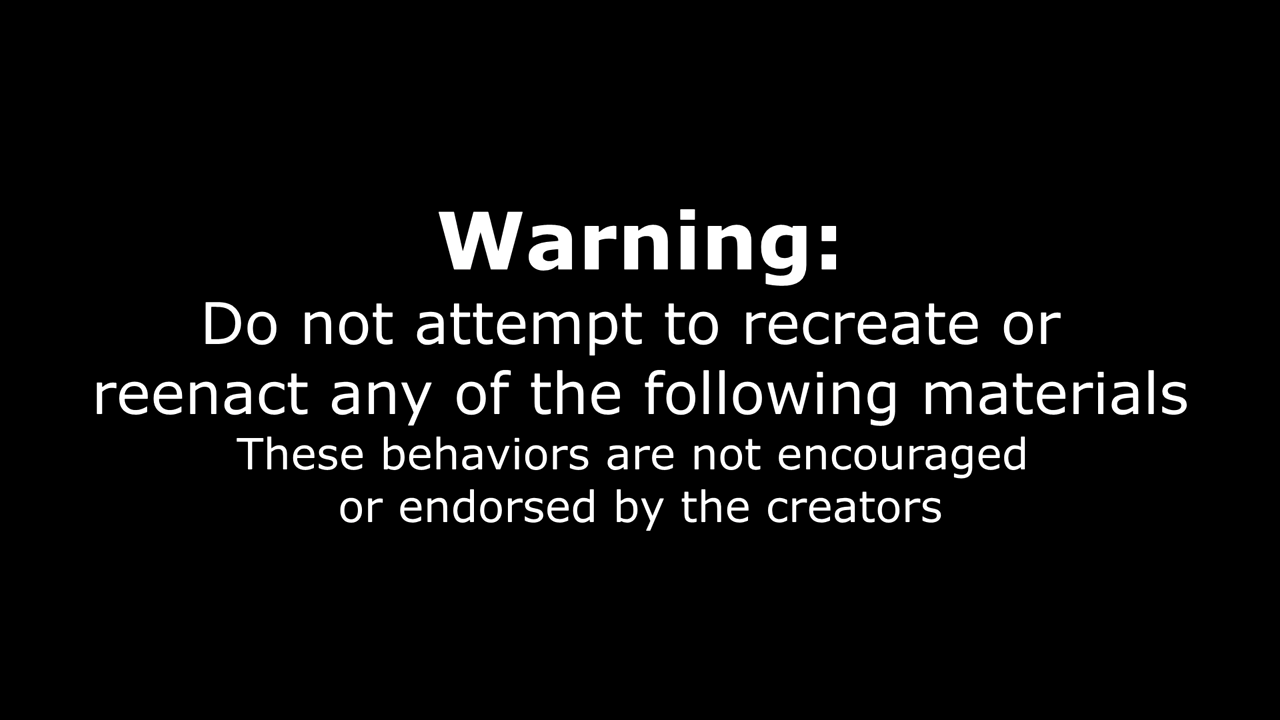 Warning:
Do not attempt to recreate or
reenact any of the following materials
These behaviors are not encouraged
or endorsed by the creators